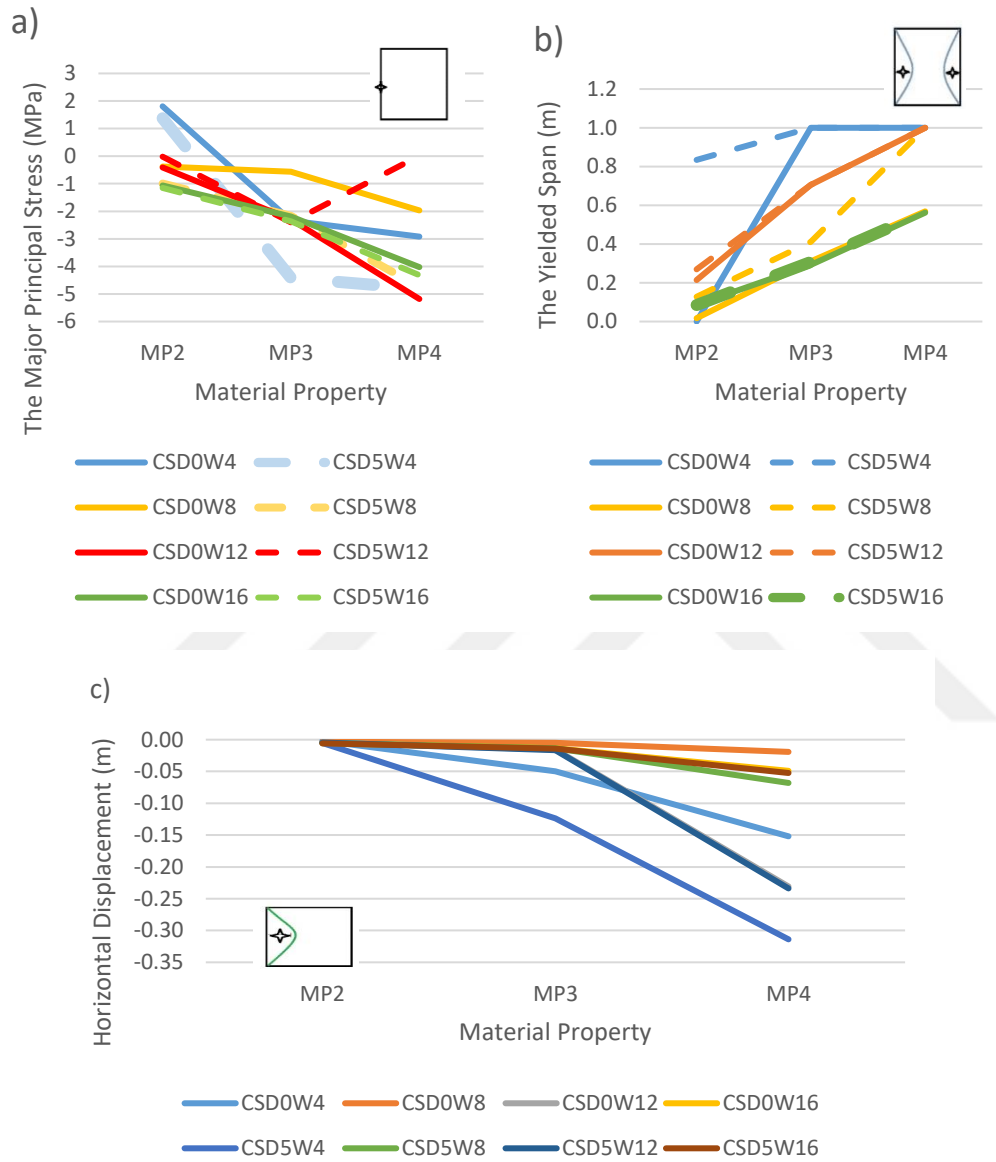 a)
The Major Principal Stress (MPa)
3
2
1
0
-1
-2
-3
-4
-5
-6
MP2 MP3 MP4
Material Property
CSD0W4 CSD5W4
CSD0W8 CSD5W8
CSD0W12 CSD5W12
CSD0W16 CSD5W16
b)
The Yielded Span (m)
1.2
1.0
0.8
0.6
0.4
0.2
0.0
MP2 MP3 MP4
Material Property
CSD0W4 CSD5W4
CSD0W8 CSD5W8
CSD0W12 CSD5W12
CSD0W16 CSD5W16
c)
Horizontal Displacement (m)
0.00
-0.05
-0.10
-0.15
-0.20
-0.25
-0.30
-0.35
MP2 MP3 MP4
Material Property
CSD0W4 CSD0W8 CSD0W12 CSD0W16
CSD5W4 CSD5W8 CSD5W12 CSD5W16